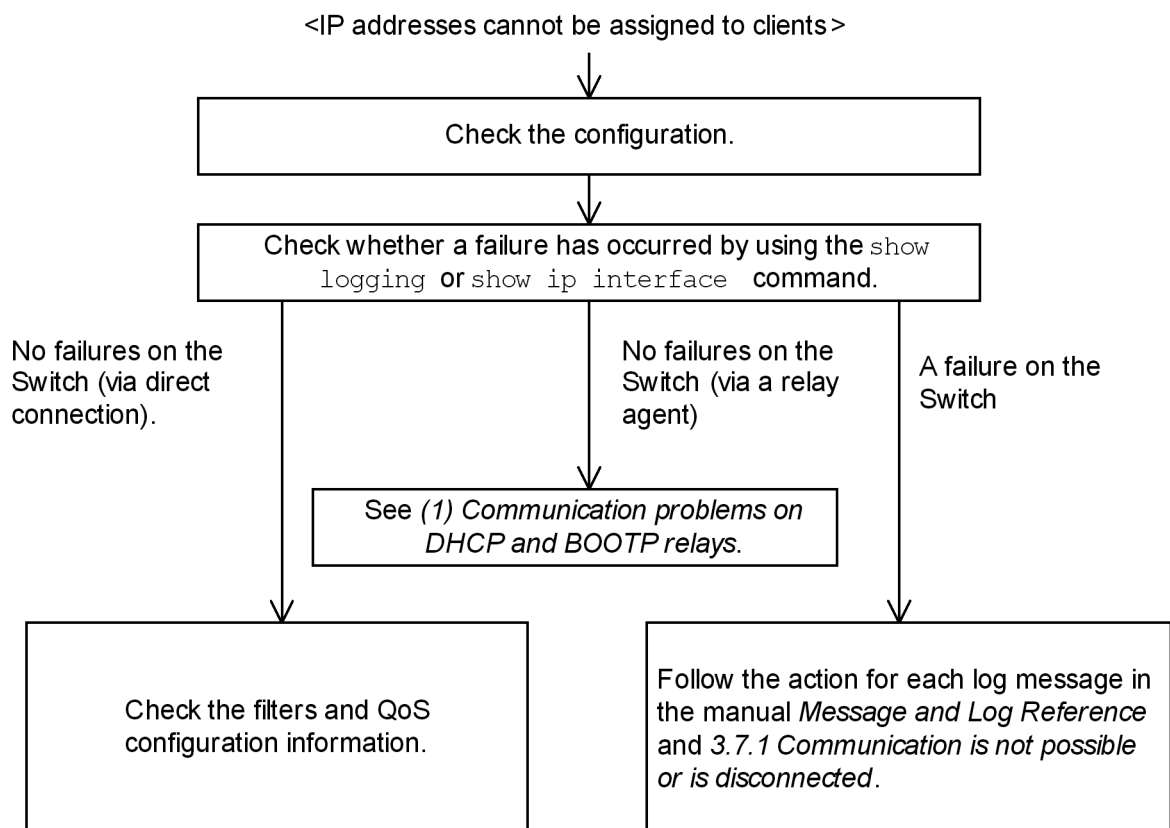 <IP addresses cannot be assigned to clients>
Check the configuration.
Check whether a failure has occurred by using the show
logging or show ip interface command.
No failures on the
Switch (via direct
connection).
No failures on the
Switch (via a relay
agent)
A failure on the
Switch
See (1) Communication problems on
DHCP and BOOTP relays.
Check the filters and QoS
configuration information.
Follow the action for each log message in
the manual Message and Log Reference
and 3.7.1 Communication is not possible
or is disconnected.